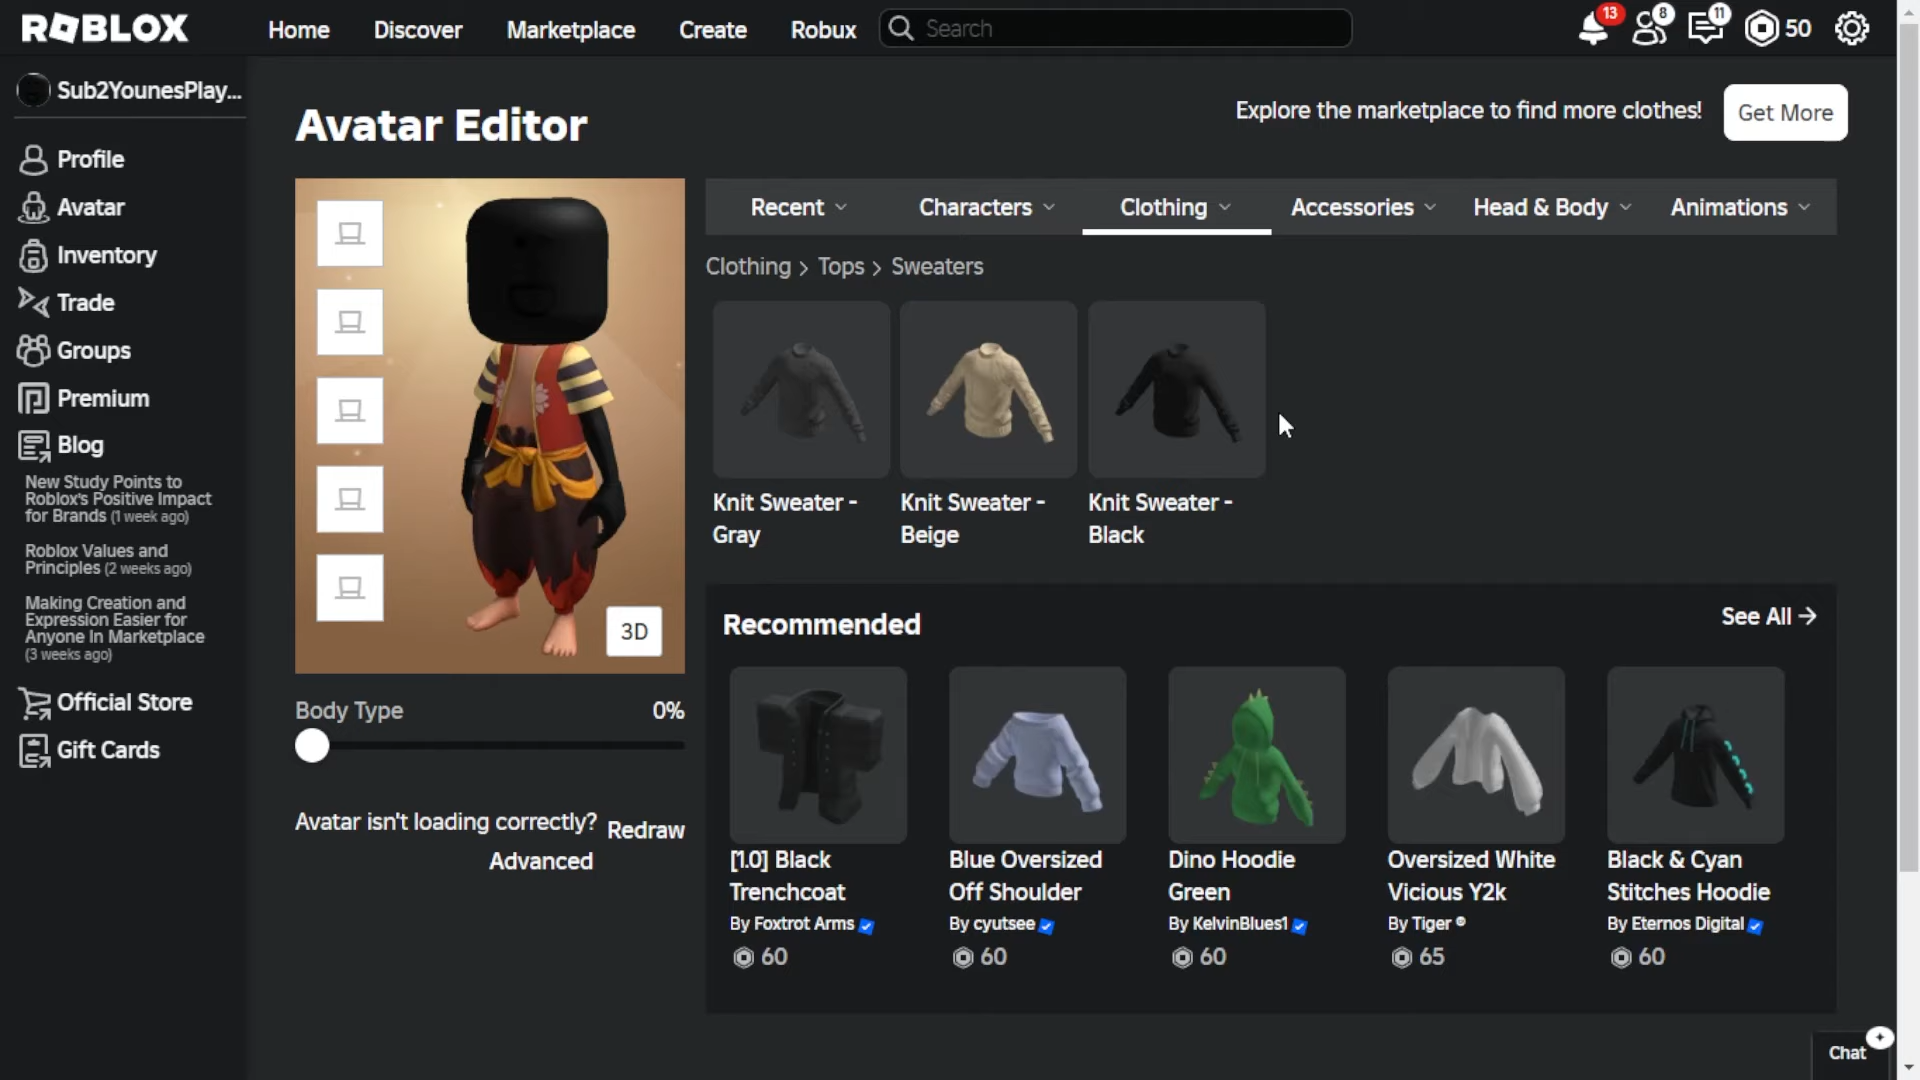 ROBLOX
Home
Discover
Marketplace
Create
Robux
Search
13
8
11
50
Sub2YounesPlay...
Profile
Avatar
Inventory
Trade
Groups
Premium
Blog
New Study Points to
Roblox's Positive Impact
for Brands (1 week ago)
Roblox Values and
Principles (2 weeks ago)
Making Creation and
Expression Easier for
Anyone In Marketplace
(3 weeks ago)
Official Store
Gift Cards
Avatar Editor
Explore the marketplace to find more clothes!
Get More
3D
Body Type
0%
Avatar isn't loading correctly?
Redraw
Advanced
Recent
Characters
Clothing
Accessories
Head & Body
Animations
Clothing > Tops > Sweaters
Knit Sweater -
Gray
Knit Sweater -
Beige
Knit Sweater -
Black
Recommended
See All →
[1.0] Black
Trenchcoat
By Foxtrot Arms
60
Blue Oversized
Off Shoulder
By cyutsee
60
Dino Hoodie
Green
By KelvinBlues1
60
Oversized White
Vicious Y2k
By Tiger ®
65
Black & Cyan
Stitches Hoodie
By Eternos Digital
60
Chat